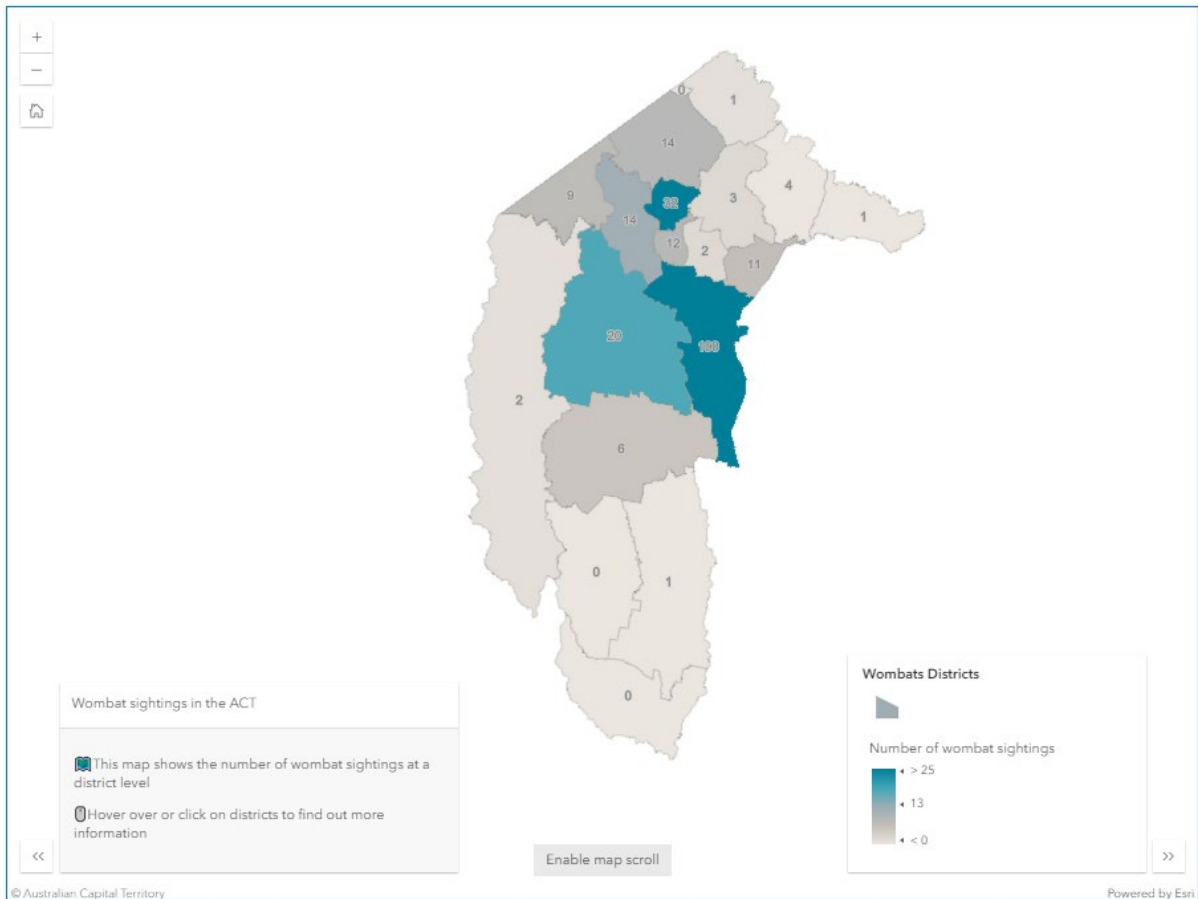 +
−
0
1
14
9
32
14
3
4
1
12
2
11
20
2
6
0
1
0
Wombat sightings in the ACT
This map shows the number of wombat sightings at a
district level
Hover over or click on districts to find out more
information
Wombats Districts
Number of wombat sightings
> 25
13
< 0
<<
Enable map scroll
>>
© Australian Capital Territory
Powered by Esri